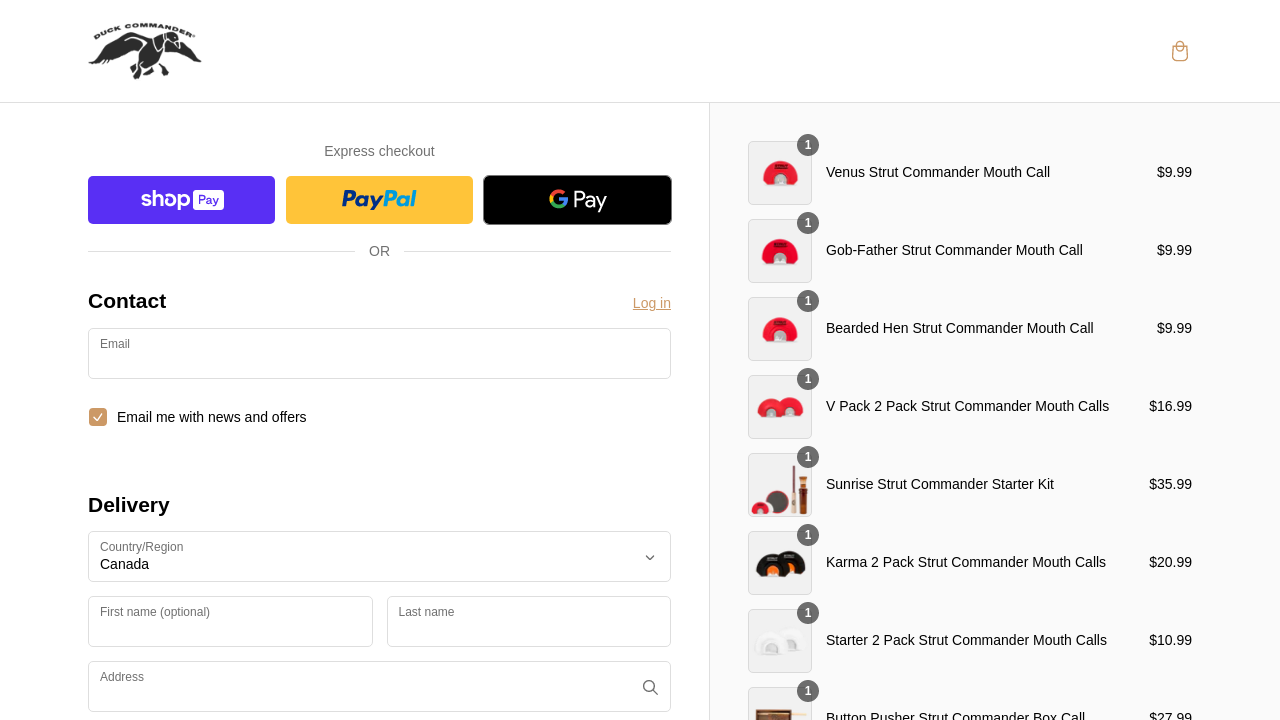 DUCK COMMANDER
Express checkout
shop Pay
PayPal
G Pay
OR
Contact
Log in
Email
Email me with news and offers
Delivery
Country/Region
Canada
First name (optional)
Last name
Address
1
Venus Strut Commander Mouth Call
$9.99
1
Gob-Father Strut Commander Mouth Call
$9.99
1
Bearded Hen Strut Commander Mouth Call
$9.99
1
V Pack 2 Pack Strut Commander Mouth Calls
$16.99
1
Sunrise Strut Commander Starter Kit
$35.99
1
Karma 2 Pack Strut Commander Mouth Calls
$20.99
1
Starter 2 Pack Strut Commander Mouth Calls
$10.99
1
Button Pusher Strut Commander Box Call
$27.99